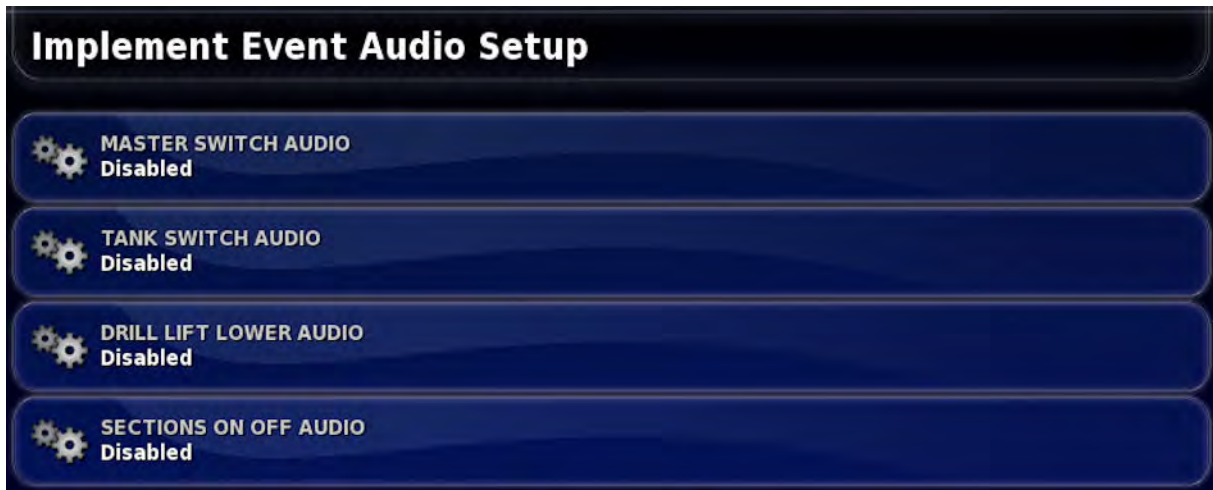 Implement Event Audio Setup
MASTER SWITCH AUDIO
Disabled
TANK SWITCH AUDIO
Disabled
DRILL LIFT LOWER AUDIO
Disabled
SECTIONS ON OFF AUDIO
Disabled